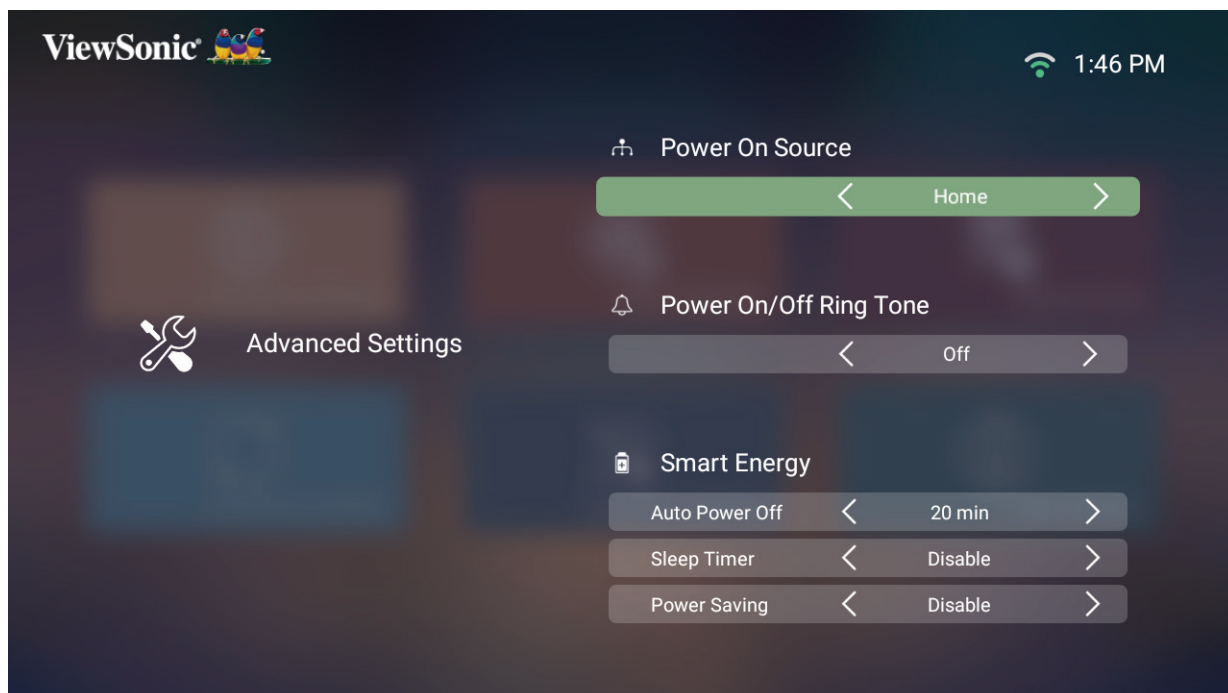 ViewSonic®
1:46 PM
Power On Source
Home
Power On/Off Ring Tone
Advanced Settings
Off
Smart Energy
Auto Power Off 20 min
Sleep Timer Disable
Power Saving Disable